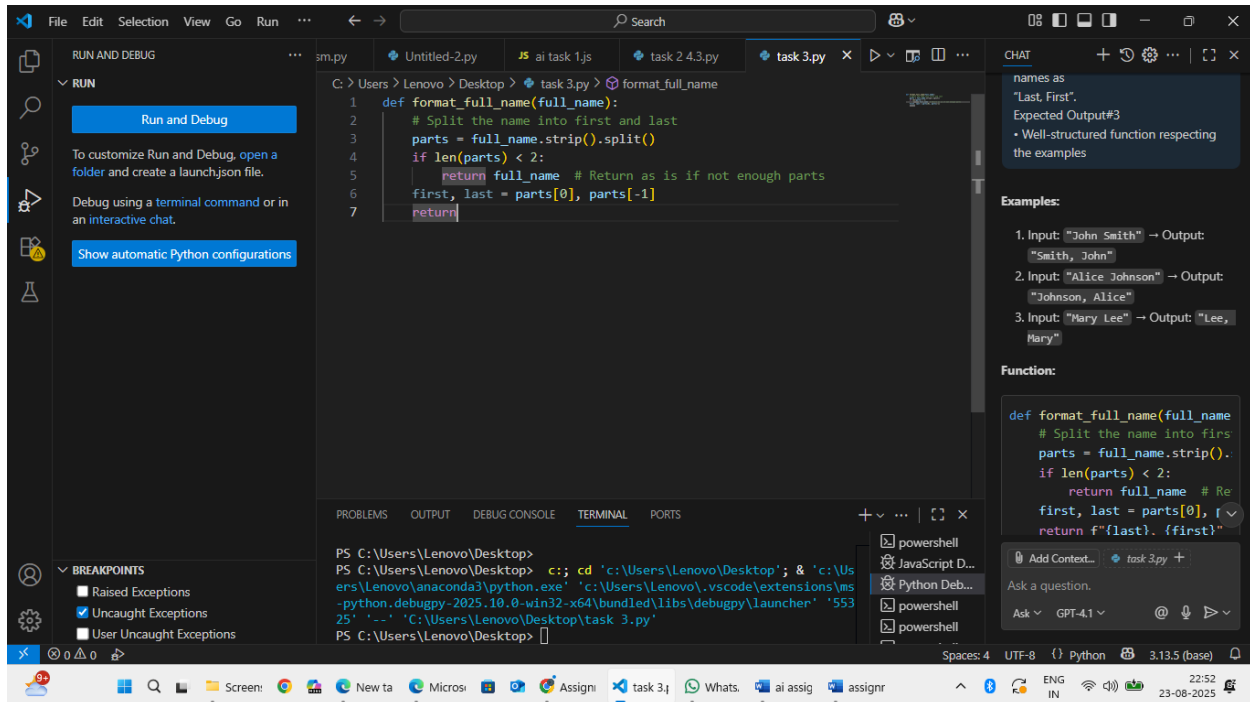 File Edit Selection View Go Run ··· Search
RUN AND DEBUG ···
RUN
Run and Debug
To customize Run and Debug, open a
folder and create a launch.json file.
Debug using a terminal command or in
an interactive chat.
Show automatic Python configurations
BREAKPOINTS
Raised Exceptions
Uncaught Exceptions
User Uncaught Exceptions
sm.py Untitled-2.py JS ai task 1.js task 2 4.3.py task 3.py
C: > Users > Lenovo > Desktop > task 3.py > format_full_name
1 def format_full_name(full_name):
2 # Split the name into first and last
3 parts = full_name.strip().split()
4 if len(parts) < 2:
5 return full_name # Return as is if not enough parts
6 first, last = parts[0], parts[-1]
7 return
PROBLEMS OUTPUT DEBUG CONSOLE TERMINAL PORTS
PS C:\Users\Lenovo\Desktop>
PS C:\Users\Lenovo\Desktop> c:; cd 'c:\Users\Lenovo\Desktop'; & 'c:\Us
ers\Lenovo\anaconda3\python.exe' 'c:\Users\Lenovo\.vscode\extensions\ms
-python.debugpy-2025.10.0-win32-x64\bundled\libs\debugpy\launcher' '553
25' '--' 'C:\Users\Lenovo\Desktop\task 3.py'
PS C:\Users\Lenovo\Desktop>
powershell
JavaScript D...
Python Deb...
powershell
powershell
CHAT
names as
"Last, First".
Expected Output#3
• Well-structured function respecting
the examples
Examples:
1. Input: "John Smith" → Output:
"Smith, John"
2. Input: "Alice Johnson" → Output:
"Johnson, Alice"
3. Input: "Mary Lee" → Output: "Lee,
Mary"
Function:
def format_full_name(full_name
# Split the name into firs
parts = full_name.strip().
if len(parts) < 2:
return full_name # Re
first, last = parts[0],
return f"{last}, {first}"
Add Context... task 3.py +
Ask a question.
Ask GPT-4.1
0 0 Spaces: 4 UTF-8 {} Python 3.13.5 (base)
9+ Screen: New ta Micros Assign task 3.p Whats. ai assig assignr ENG 22:52
IN 23-08-2025